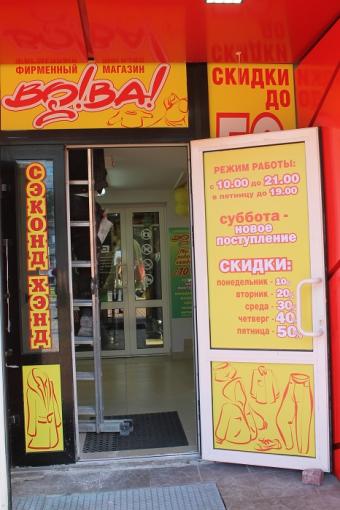 ФИРМЕННЫЙ МАГАЗИН
ВО!ВА!
СКИДКИ
ДО
СЭКОНД ХЭНД
РЕЖИМ РАБОТЫ:
с 10.00 до 21.00
в пятницу до 19.00
суббота -
новое
поступление
СКИДКИ:
понедельник - 10
вторник - 20
среда - 30
четверг - 40
пятница - 50